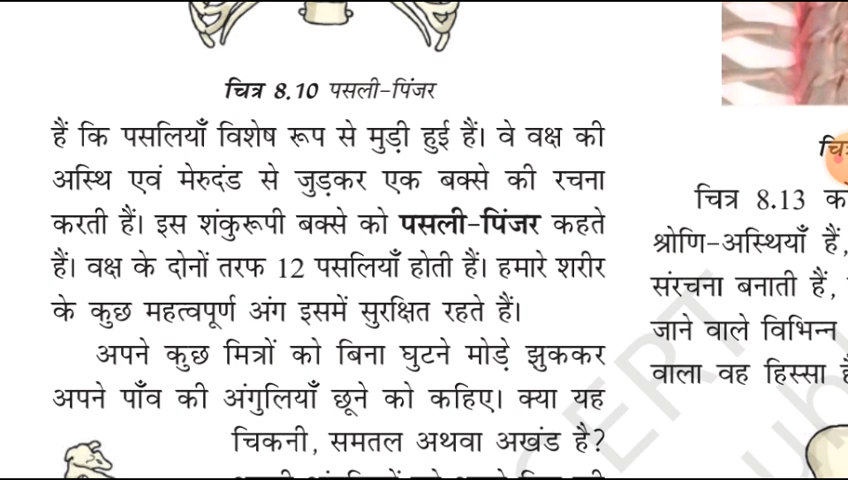 चित्र 8.10 पसली-पिंजर
हैं कि पसलियाँ विशेष रूप से मुड़ी हुई हैं। वे वक्ष की
अस्थि एवं मेरुदंड से जुड़कर एक बक्से की रचना
करती हैं। इस शंकुरूपी बक्से को पसली-पिंजर कहते
हैं। वक्ष के दोनों तरफ 12 पसलियाँ होती हैं। हमारे शरीर
के कुछ महत्वपूर्ण अंग इसमें सुरक्षित रहते हैं।
अपने कुछ मित्रों को बिना घुटने मोड़े झुककर
अपने पाँव की अंगुलियाँ छूने को कहिए। क्या यह
चिकनी, समतल अथवा अखंड है?
चित्र 8.13
श्रोणि-अस्थियाँ हैं,
संरचना बनाती हैं,
जाने वाले विभिन्न
वाला वह हिस्सा